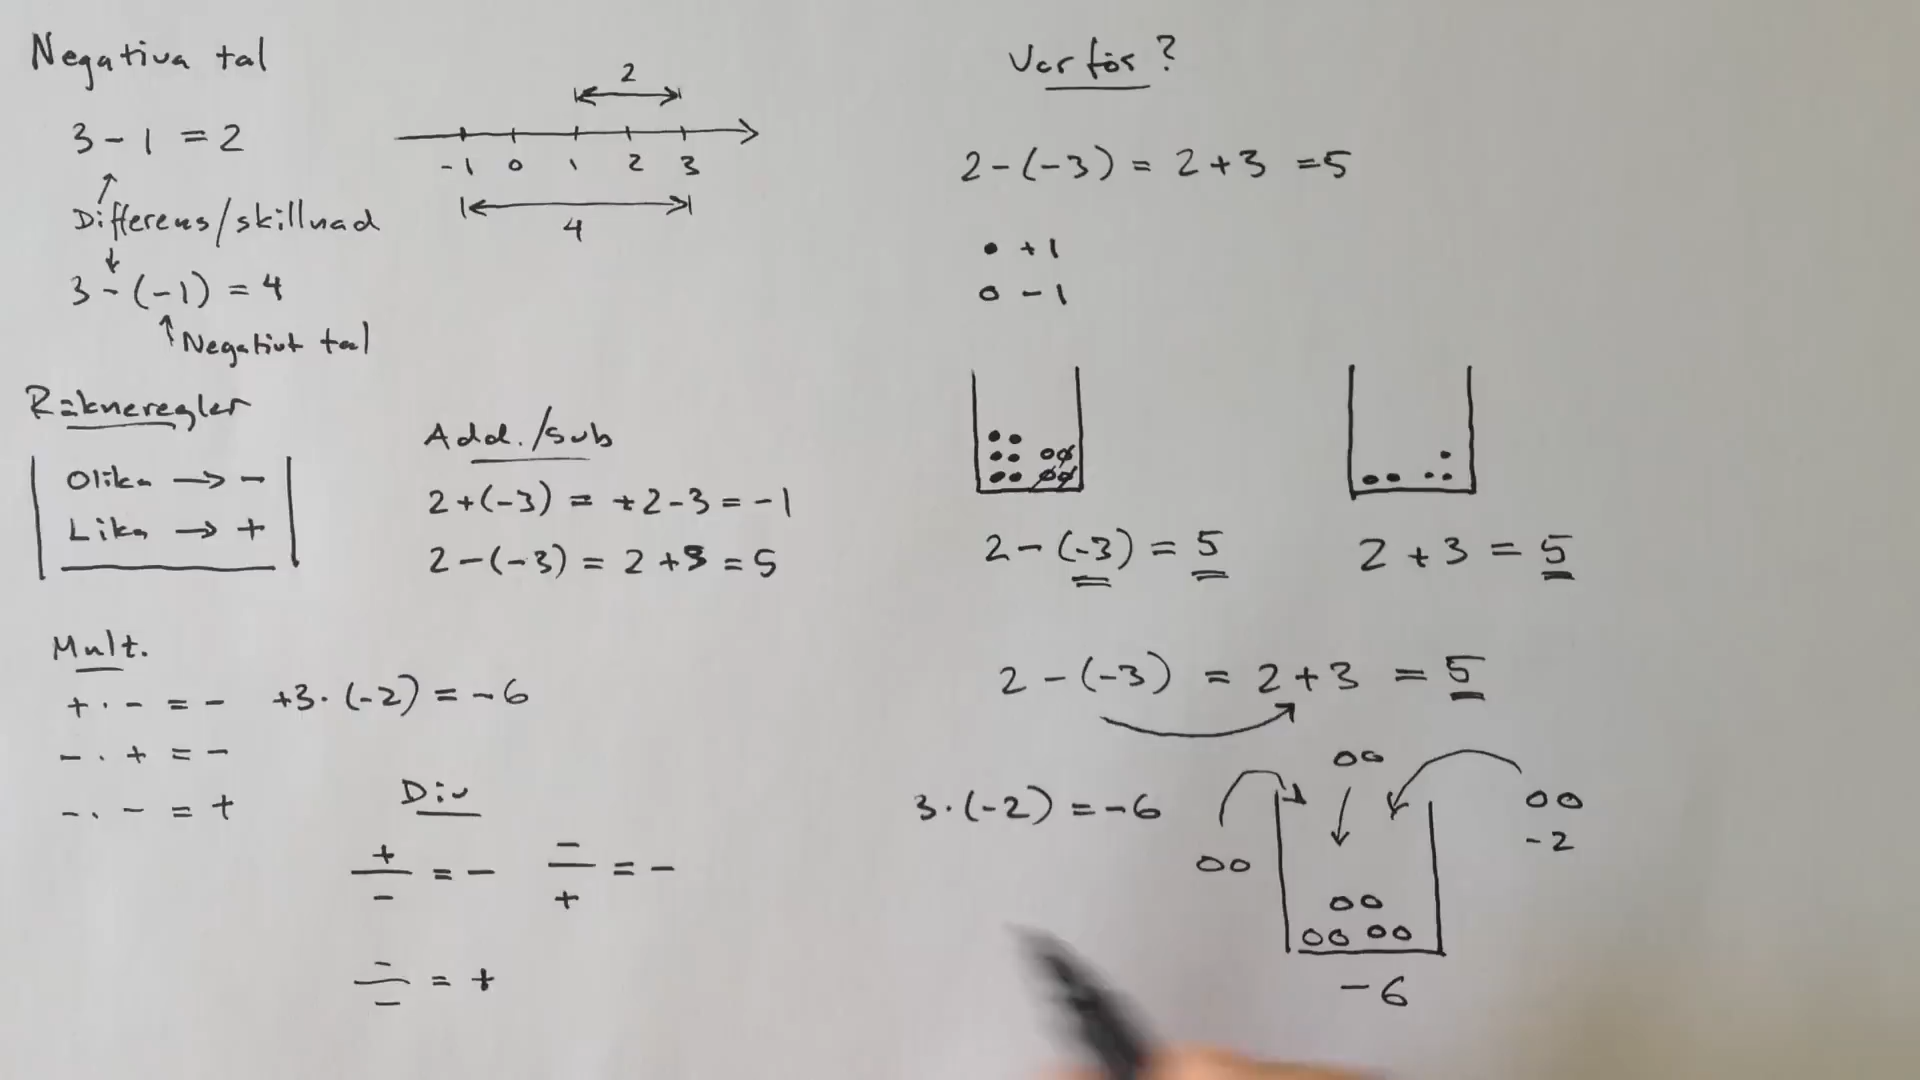 Negativa tal
3 - 1 = 2
Differens/skillnad
3 - (-1) = 4
Negativt tal
2
-1 0 1 2 3
4
Räkneregler
Olika → -
Lika → +
Add./sub
2+(-3) = +2-3 = -1
2-(-3) = 2+3 = 5
Mult.
+ · - = - +3·(-2) = -6
- · + = -
- · - = +
Div
+/- = - -/+ = -
-/- = +
Varför?
2-(-3) = 2+3 = 5
• +1
o -1
2-(-3) = 5
2+3 = 5
2-(-3) = 2+3 = 5
3·(-2) = -6
-2
-6